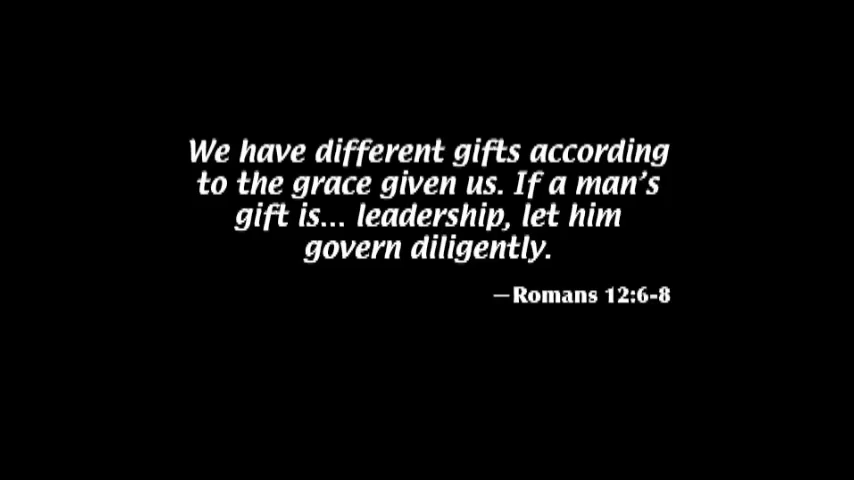 We have different gifts according
to the grace given us. If a man’s
gift is... leadership, let him
govern diligently.
—Romans 12:6-8